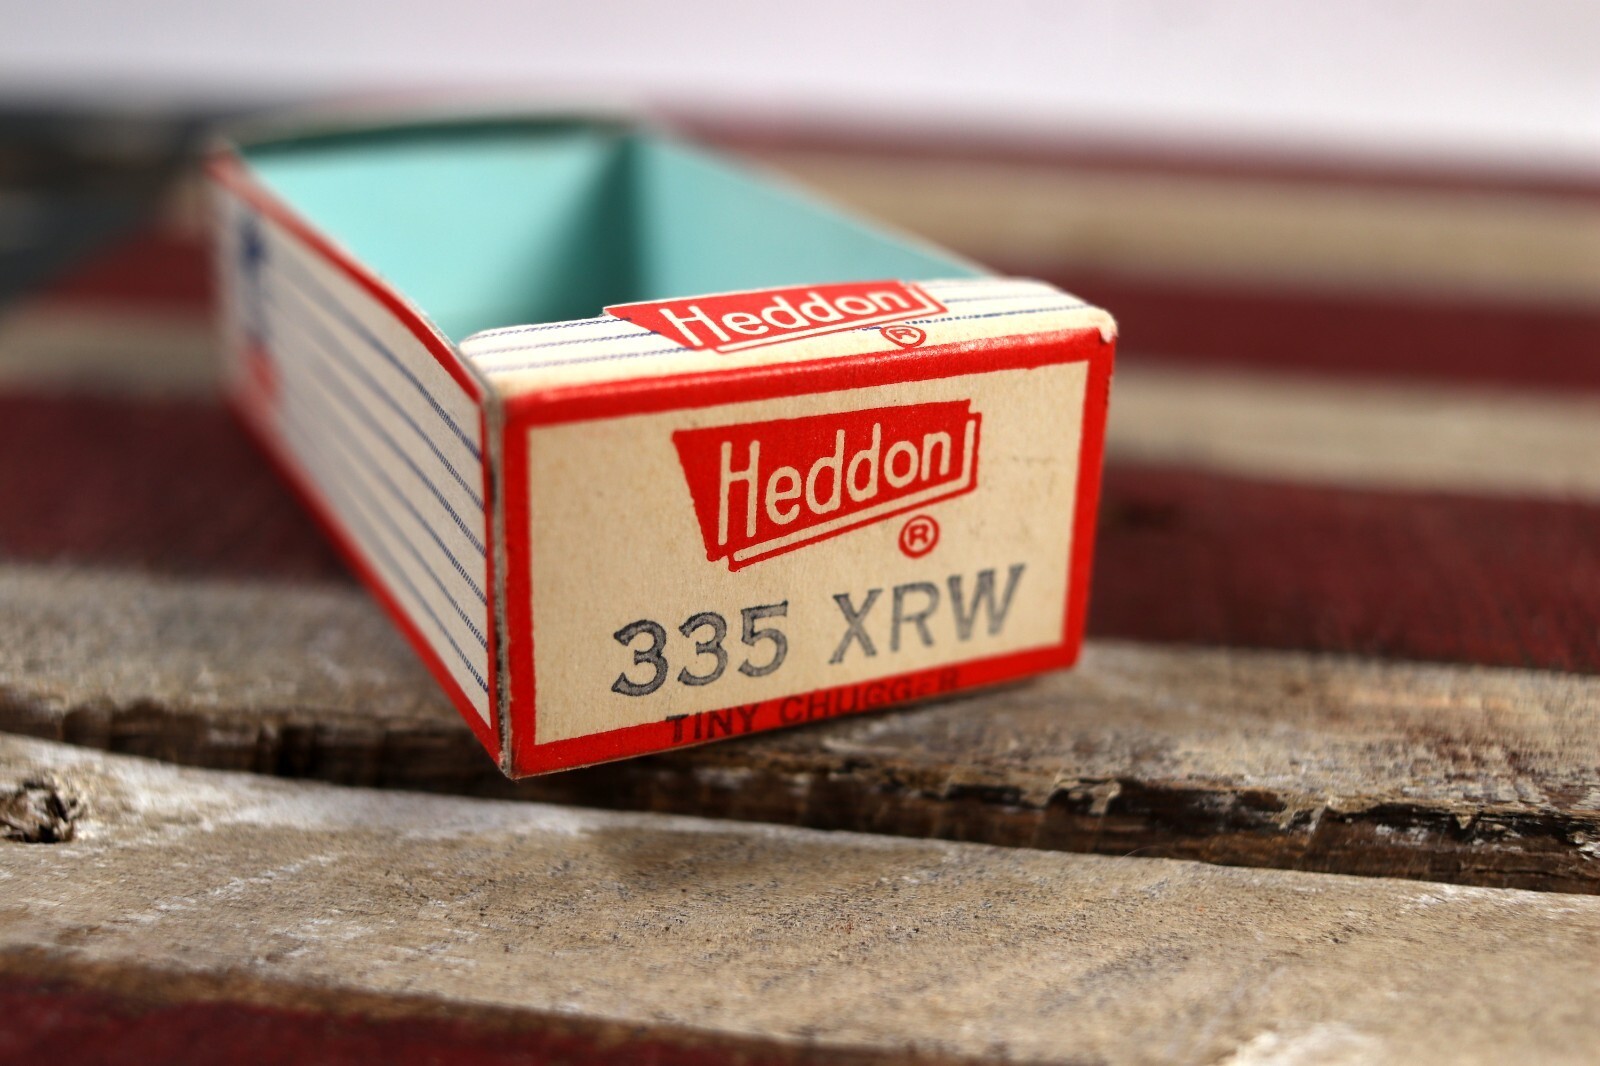 Heddon
®
Heddon
®
335 XRW
TINY CHUGGER